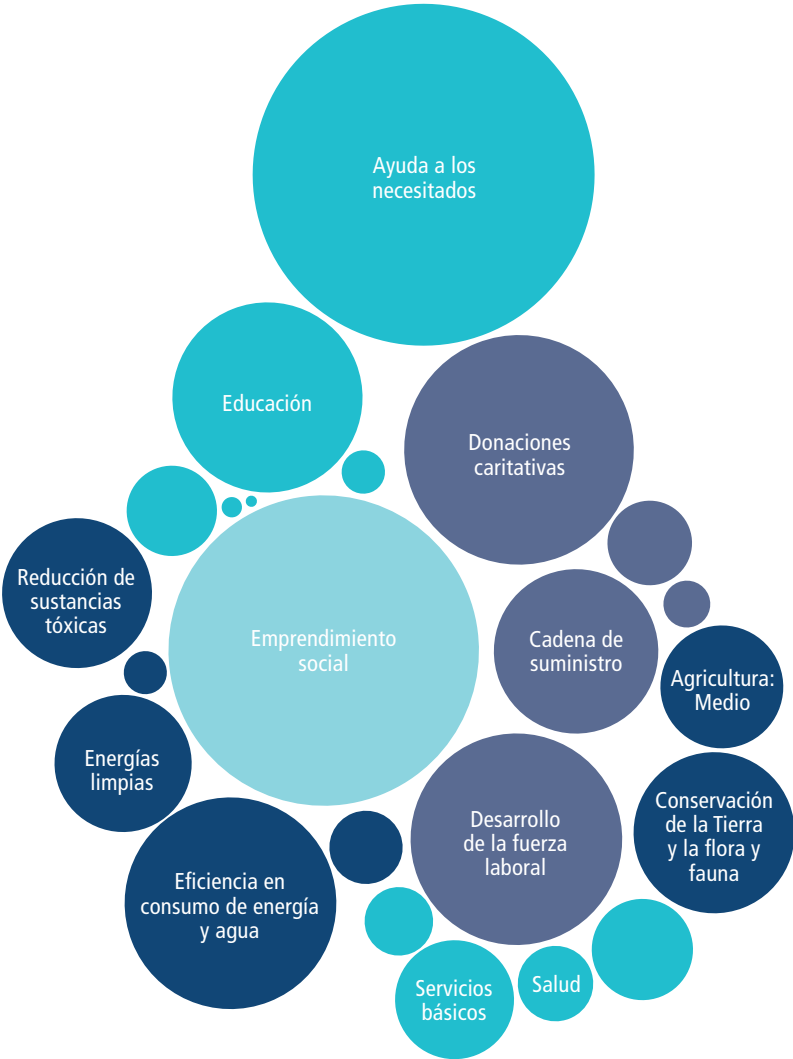 Ayuda a los
necesitados
Educación
Donaciones
caritativas
Reducción de
sustancias
tóxicas
Emprendimiento
social
Cadena de
suministro
Agricultura:
Medio
Energías
limpias
Conservación
de la Tierra
y la flora y
fauna
Desarrollo
de la fuerza
laboral
Eficiencia en
consumo de energía
y agua
Servicios
básicos
Salud